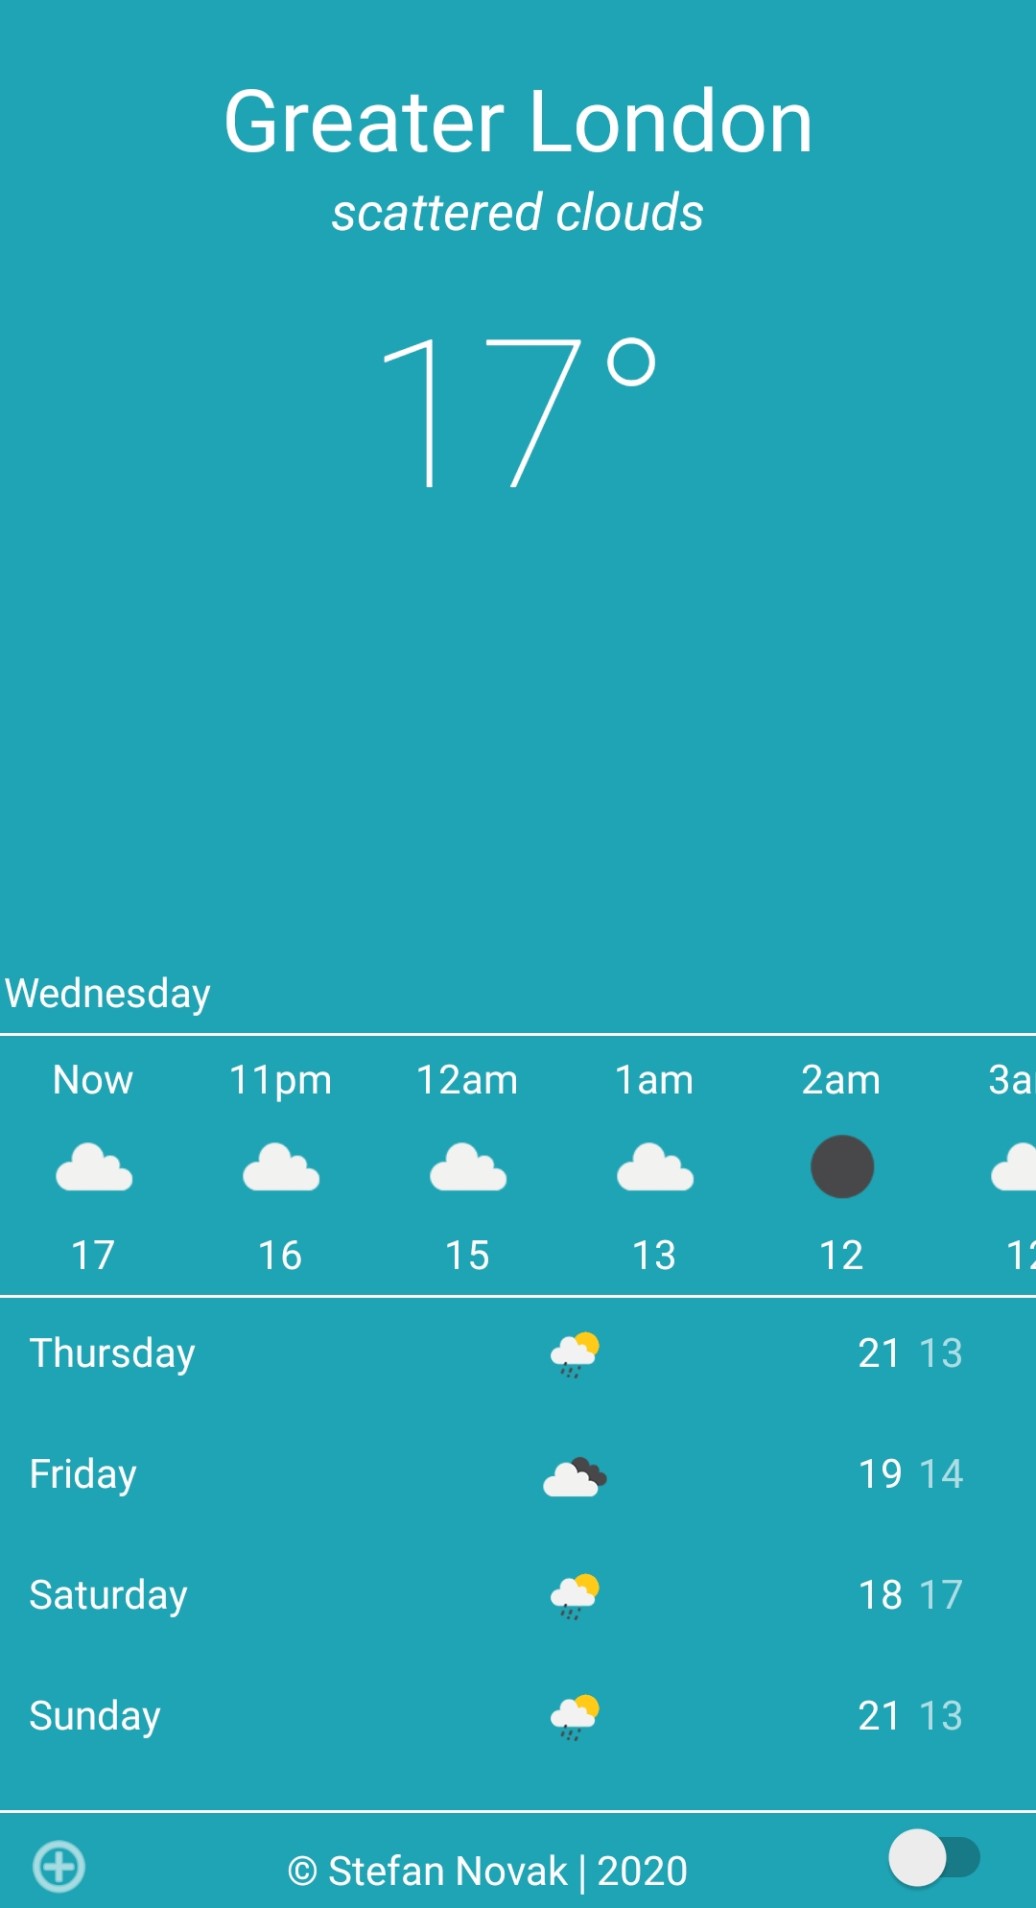 Greater London
scattered clouds
17°
Wednesday
Now 11pm 12am 1am 2am 3a
17 16 15 13 12 12
Thursday 21 13
Friday 19 14
Saturday 18 17
Sunday 21 13
© Stefan Novak | 2020